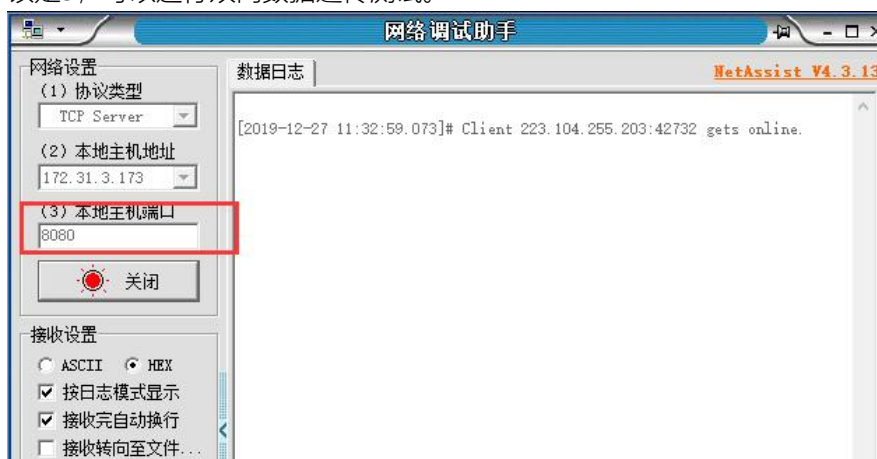 网络调试助手
网络设置
(1) 协议类型
TCP Server
(2) 本地主机地址
172.31.3.173
(3) 本地主机端口
8080
关闭
接收设置
ASCII HEX
按日志模式显示
接收完自动换行
接收转向至文件...
数据日志
NetAssist V4.3.13
[2019-12-27 11:32:59.073]# Client 223.104.255.203:42732 gets online.